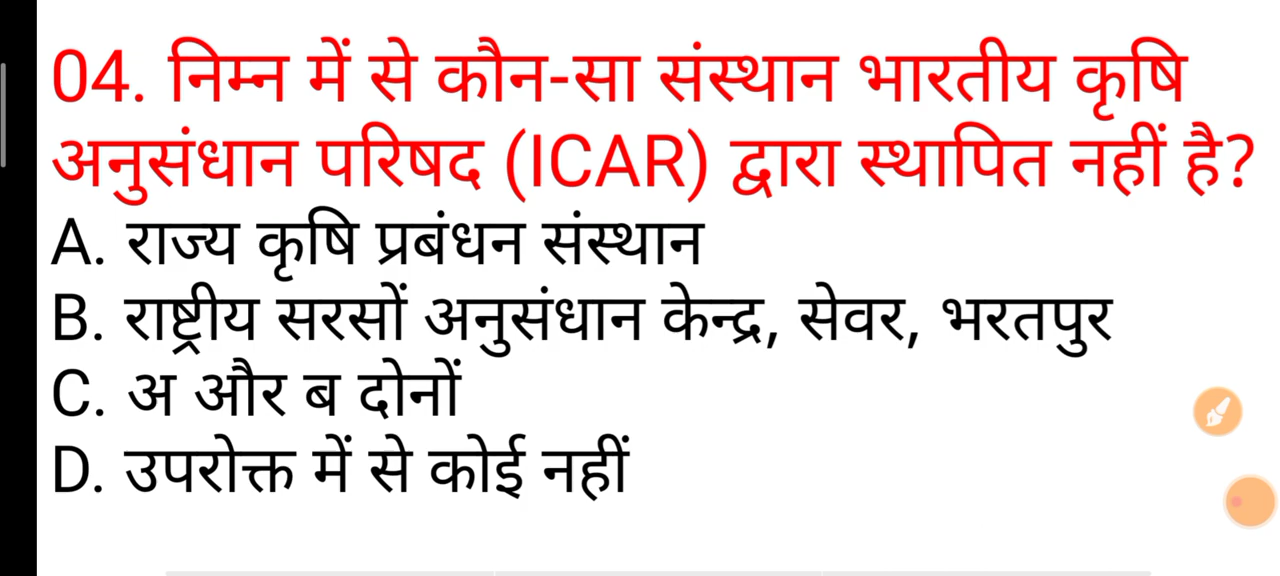 04. निम्न में से कौन-सा संस्थान भारतीय कृषि
अनुसंधान परिषद (ICAR) द्वारा स्थापित नहीं है?
A. राज्य कृषि प्रबंधन संस्थान
B. राष्ट्रीय सरसों अनुसंधान केन्द्र, सेवर, भरतपुर
C. अ और ब दोनों
D. उपरोक्त में से कोई नहीं